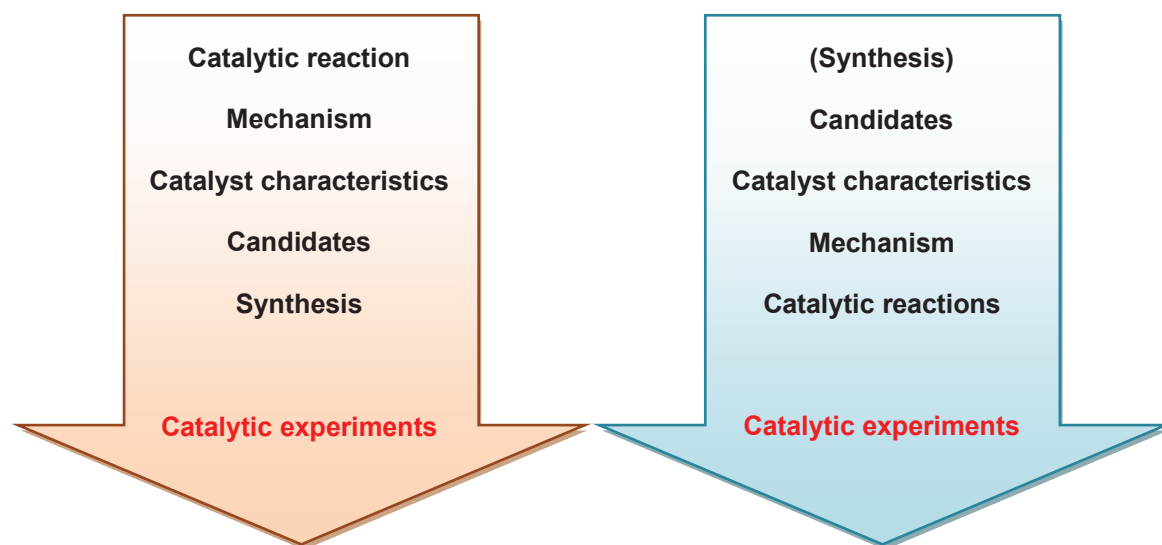 Catalytic reaction
Mechanism
Catalyst characteristics
Candidates
Synthesis
Catalytic experiments
(Synthesis)
Candidates
Catalyst characteristics
Mechanism
Catalytic reactions
Catalytic experiments